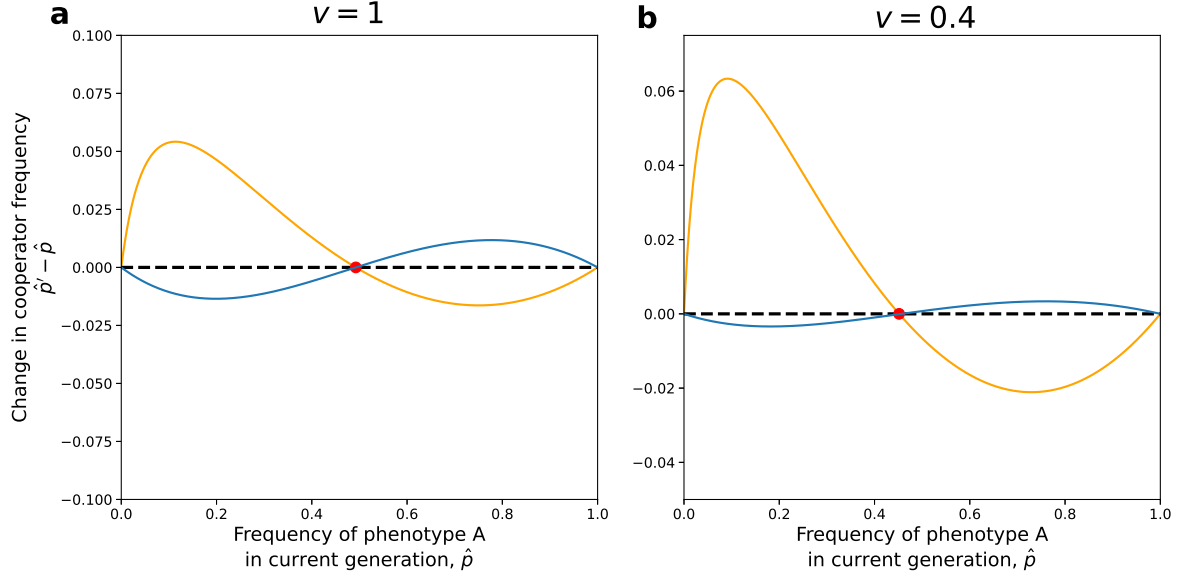 a
v = 1
0.100
0.075
0.050
0.025
0.000
−0.025
−0.050
−0.075
−0.100
Change in cooperator frequency
p̂′ − p̂
0.0 0.2 0.4 0.6 0.8 1.0
Frequency of phenotype A
in current generation, p̂
b
v = 0.4
0.06
0.04
0.02
0.00
−0.02
−0.04
0.0 0.2 0.4 0.6 0.8 1.0
Frequency of phenotype A
in current generation, p̂